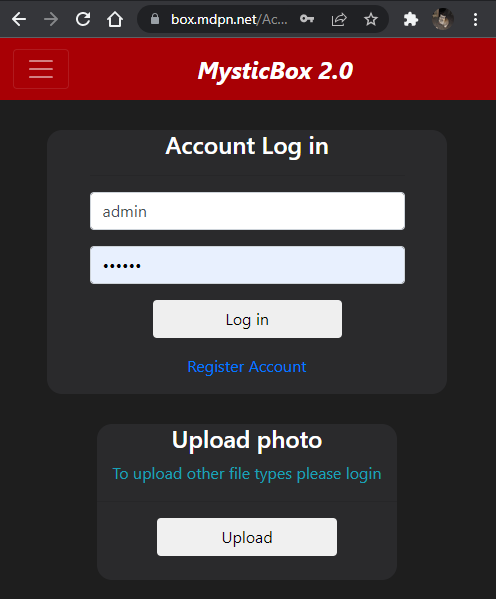 box.mdpn.net/Ac...
MysticBox 2.0
Account Log in
admin
••••••
Log in
Register Account
Upload photo
To upload other file types please login
Upload